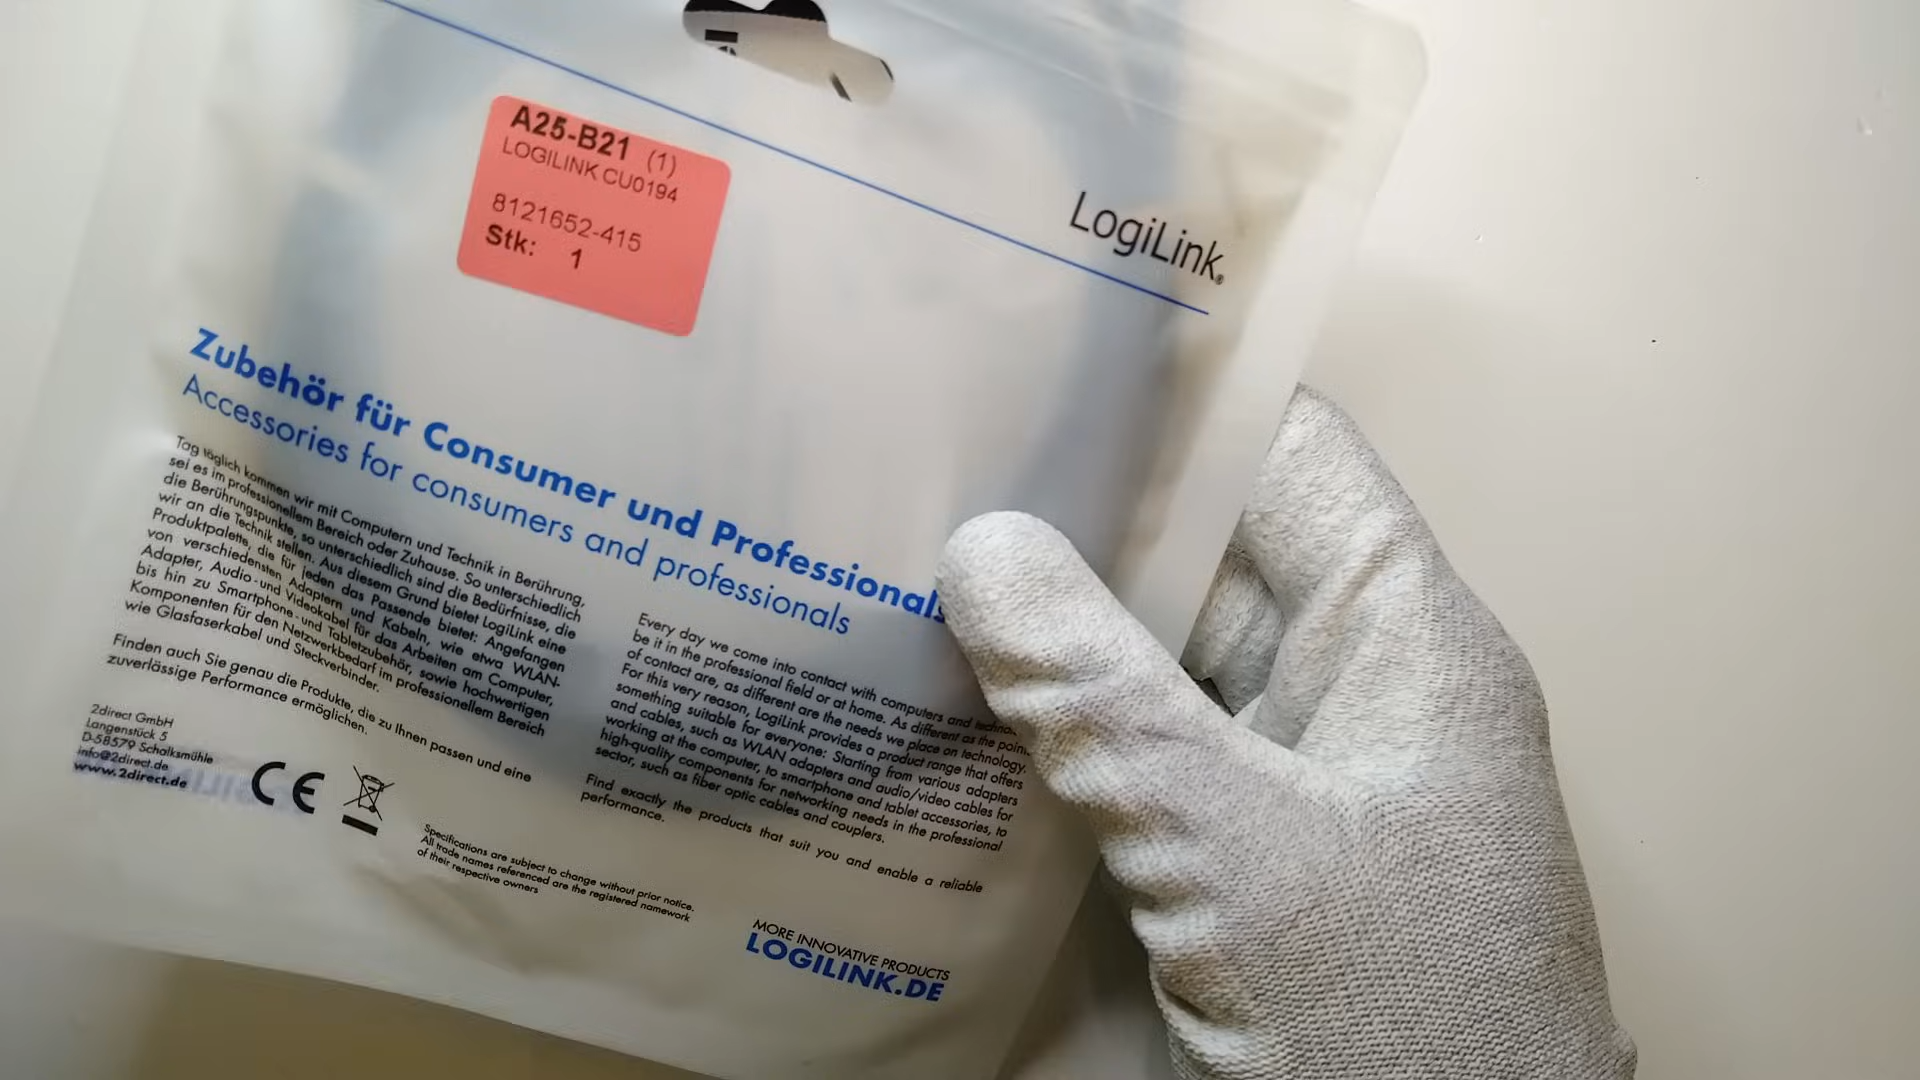 A25-B21 (1)
LOGILINK CU0194
8121652-415
Stk: 1
LogiLink®
Zubehör für Consumer und Professionals
Accessories for consumers and professionals
Tag täglich kommen wir mit Computern und Technik in Berührung,
sei es im professionellem Bereich oder Zuhause. So unterschiedlich
die Berührungspunkte, so unterschiedlich sind die Bedürfnisse, die
wir an die Technik stellen. Aus diesem Grund bietet LogiLink eine
Produktpalette, die für jeden das Passende bietet: Angefangen
von verschiedensten Adaptern und Kabeln, wie etwa WLAN-
Adapter, Audio-und Videokabel für das Arbeiten am Computer,
bis hin zu Smartphone-und Tabletzubehör, sowie hochwertigen
Komponenten für den Netzwerkbedarf im professionellem Bereich
wie Glasfaserkabel und Steckverbinder.
Finden auch Sie genau die Produkte, die zu Ihnen passen und eine
zuverlässige Performance ermöglichen.
Every day we come into contact with computers and
be it in the professional field or at home. As different as the
of contact are, as different are the needs we place on technology.
For this very reason, LogiLink provides a product range that offers
something suitable for everyone: Starting from various adapters
and cables, such as WLAN adapters and audio/video cables for
working at the computer, to smartphone and tablet accessories, to
high-quality components for networking needs in the professional
sector, such as fiber optic cables and couplers.
Find exactly the products that suit you and enable a reliable
performance.
2direct GmbH
Langenstück 5
D-58579 Schalksmühle
info@2direct.de
www.2direct.de
CE
Specifications are subject to change without prior notice.
All trade names referenced are the registered namework
of their respective owners
MORE INNOVATIVE PRODUCTS
LOGILINK.DE